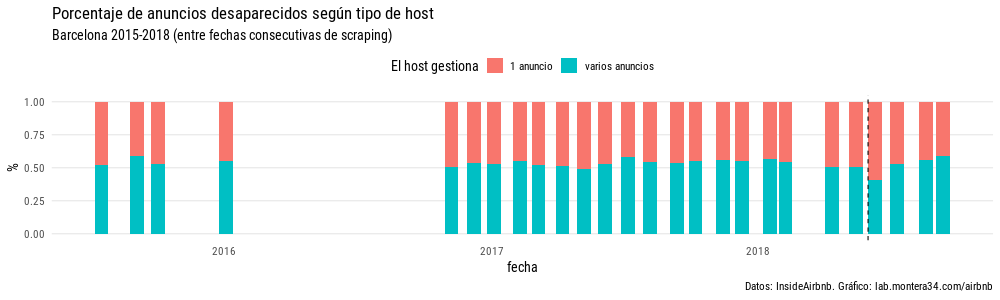 Porcentaje de anuncios desaparecidos según tipo de host
Barcelona 2015-2018 (entre fechas consecutivas de scraping)
El host gestiona 1 anuncio varios anuncios
1.00
0.75
0.50
0.25
0.00
%
2016 2017 2018
fecha
Datos: InsideAirbnb. Gráfico: lab.montera34.com/airbnb